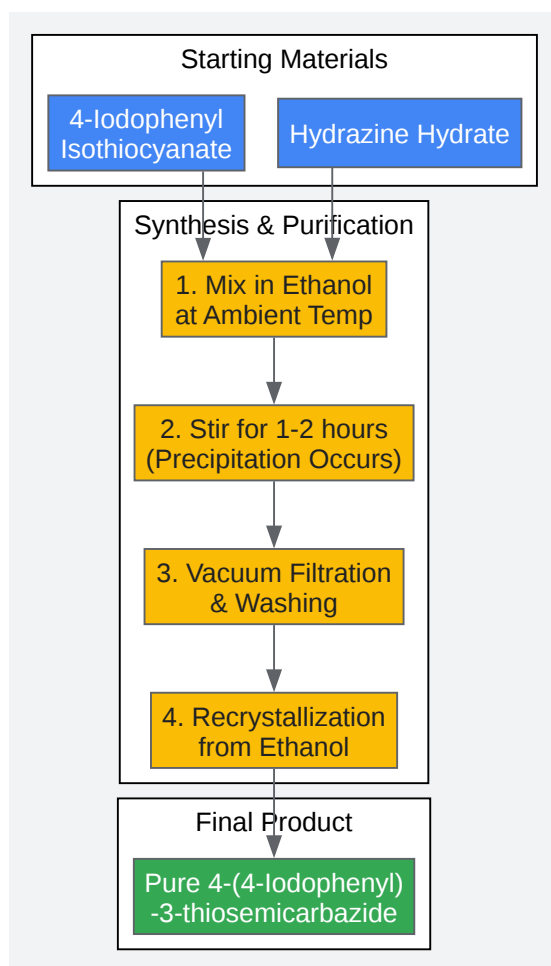 Starting Materials
4-Iodophenyl
Isothiocyanate
Hydrazine Hydrate
Synthesis & Purification
1. Mix in Ethanol
at Ambient Temp
2. Stir for 1-2 hours
(Precipitation Occurs)
3. Vacuum Filtration
& Washing
4. Recrystallization
from Ethanol
Final Product
Pure 4-(4-Iodophenyl)
-3-thiosemicarbazide